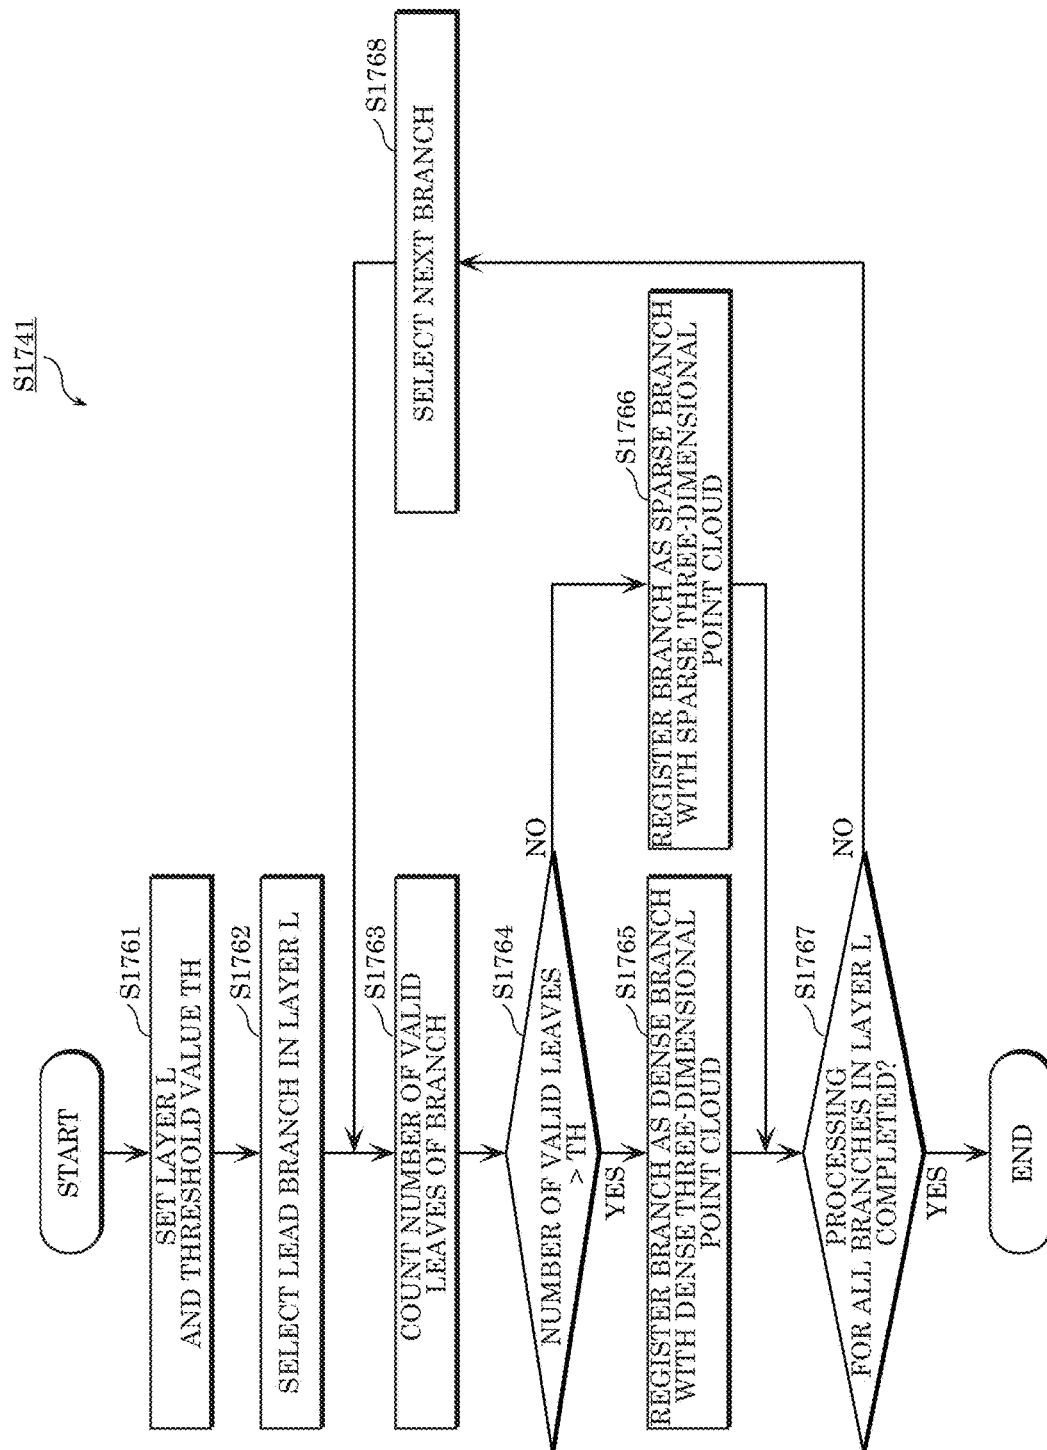 S1741
START
S1761
SET LAYER L
AND THRESHOLD VALUE TH
S1762
SELECT LEAD BRANCH IN LAYER L
S1763
COUNT NUMBER OF VALID
LEAVES OF BRANCH
S1768
SELECT NEXT BRANCH
S1764
NUMBER OF VALID LEAVES
> TH
NO
YES
S1765
REGISTER BRANCH AS DENSE BRANCH
WITH DENSE THREE-DIMENSIONAL
POINT CLOUD
S1766
REGISTER BRANCH AS SPARSE BRANCH
WITH SPARSE THREE-DIMENSIONAL
POINT CLOUD
S1767
PROCESSING
FOR ALL BRANCHES IN LAYER L
COMPLETED?
NO
YES
END